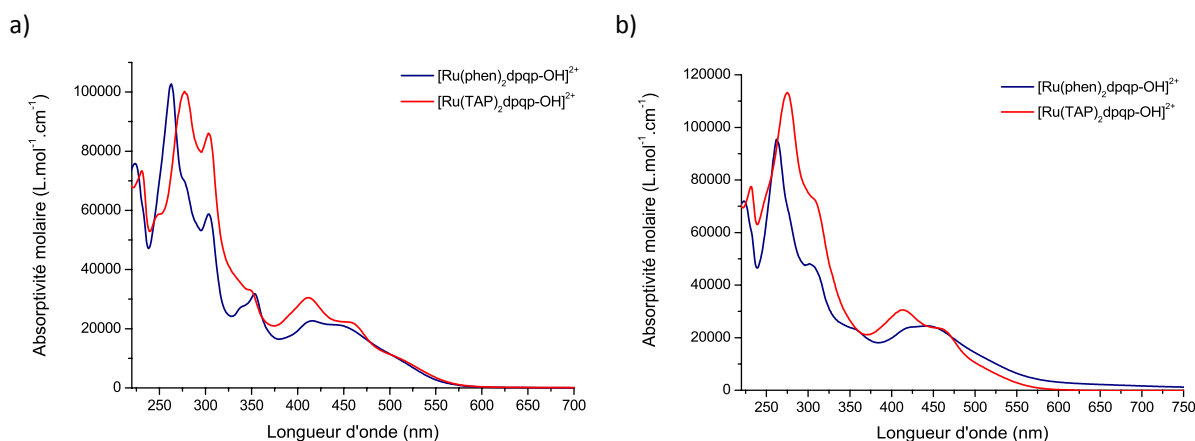 a)
[Ru(phen)₂dpqp-OH]²⁺
[Ru(TAP)₂dpqp-OH]²⁺
Absorptivité molaire (L.mol⁻¹.cm⁻¹)
100000
80000
60000
40000
20000
0
250 300 350 400 450 500 550 600 650 700
Longueur d'onde (nm)
b)
[Ru(phen)₂dpqp-OH]²⁺
[Ru(TAP)₂dpqp-OH]²⁺
Absorptivité molaire (L.mol⁻¹.cm⁻¹)
120000
100000
80000
60000
40000
20000
0
250 300 350 400 450 500 550 600 650 700 750
Longueur d'onde (nm)